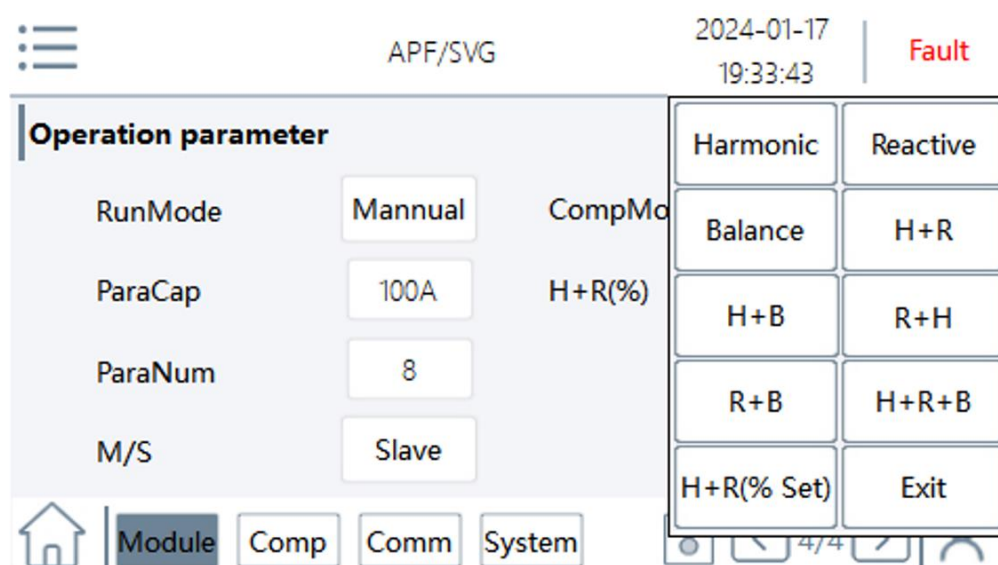 APF/SVG
2024-01-17
19:33:43
Fault
Operation parameter
RunMode Mannual CompMo
ParaCap 100A H+R(%)
ParaNum 8
M/S Slave
Harmonic Reactive
Balance H+R
H+B R+H
R+B H+R+B
H+R(% Set) Exit
Module Comp Comm System 4/4